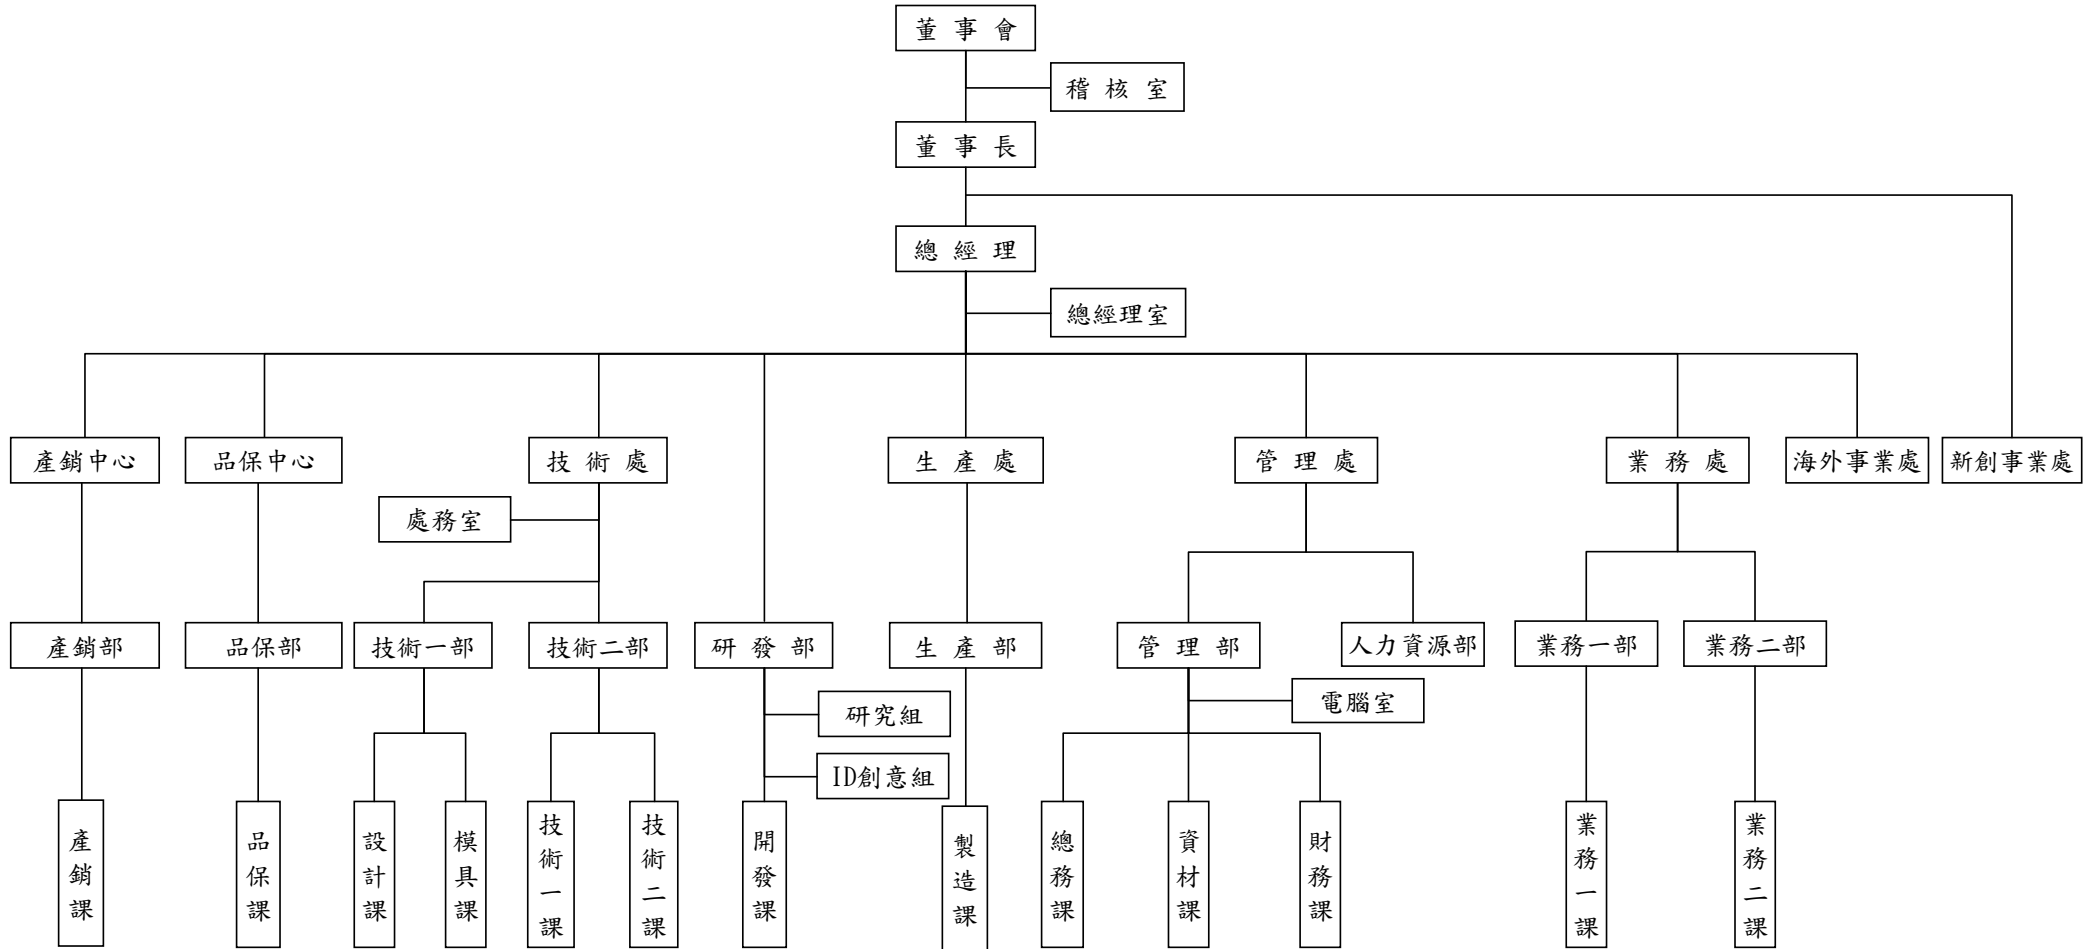 董事會
稽核室
董事長
總經理
總經理室
產銷中心
品保中心
技術處
生產處
管理處
業務處
海外事業處
新創事業處
處務室
產銷部
品保部
技術一部
技術二部
研發部
生產部
管理部
人力資源部
業務一部
業務二部
電腦室
研究組
ID創意組
產銷課
品保課
設計課
模具課
技術一課
技術二課
開發課
製造課
總務課
資材課
財務課
業務一課
業務二課